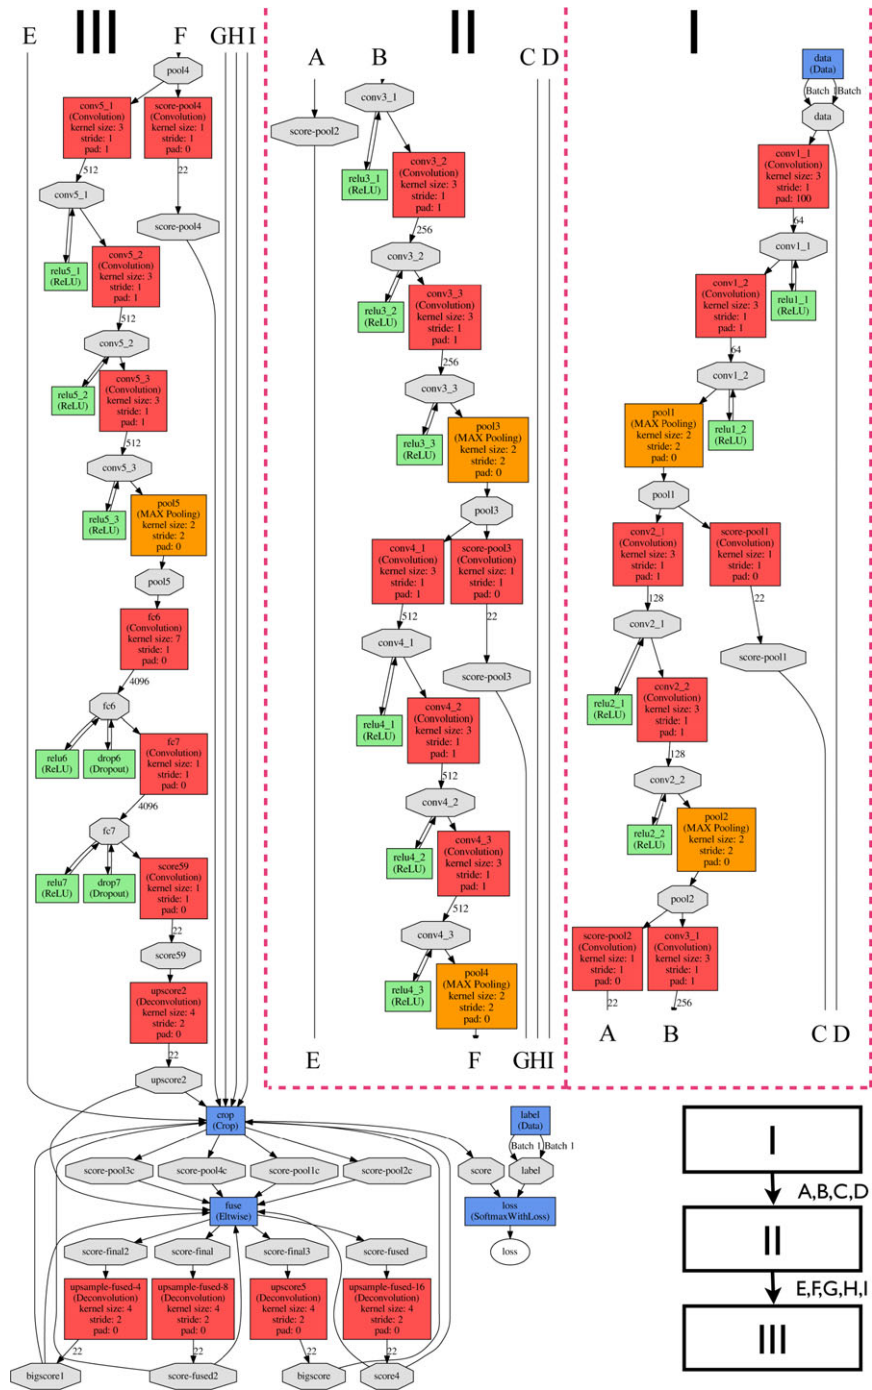 E
III
F
G
H
I
pool4
conv5_1
(Convolution)
kernel size: 3
stride: 1
pad: 1
score-pool4
(Convolution)
kernel size: 1
stride: 1
pad: 0
512
22
conv5_1
score-pool4
relu5_1
(ReLU)
conv5_2
(Convolution)
kernel size: 3
stride: 1
pad: 1
512
conv5_2
relu5_2
(ReLU)
conv5_3
(Convolution)
kernel size: 3
stride: 1
pad: 1
512
conv5_3
relu5_3
(ReLU)
pool5
(MAX Pooling)
kernel size: 2
stride: 2
pad: 0
pool5
fc6
(Convolution)
kernel size: 7
stride: 1
pad: 0
4096
fc6
relu6
(ReLU)
drop6
(Dropout)
fc7
(Convolution)
kernel size: 1
stride: 1
pad: 0
4096
fc7
relu7
(ReLU)
drop7
(Dropout)
score59
(Convolution)
kernel size: 1
stride: 1
pad: 0
22
score59
upscore2
(Deconvolution)
kernel size: 4
stride: 2
pad: 0
22
upscore2
crop
(Crop)
score-pool3c
score-pool4c
score-pool1c
score-pool2c
fuse
(Eltwise)
score-final2
score-final
score-final3
score-fused
upsample-fused-4
(Deconvolution)
kernel size: 4
stride: 2
pad: 0
upsample-fused-8
(Deconvolution)
kernel size: 4
stride: 2
pad: 0
upscore5
(Deconvolution)
kernel size: 4
stride: 2
pad: 0
upsample-fused-16
(Deconvolution)
kernel size: 4
stride: 2
pad: 0
22
22
22
22
bigscore1
score-fused2
bigscore
score4
label
(Data)
Batch 1
Batch 1
score
label
loss
(SoftmaxWithLoss)
loss
A
B
II
C
D
conv3_1
score-pool2
relu3_1
(ReLU)
conv3_2
(Convolution)
kernel size: 3
stride: 1
pad: 1
256
conv3_2
relu3_2
(ReLU)
conv3_3
(Convolution)
kernel size: 3
stride: 1
pad: 1
256
conv3_3
relu3_3
(ReLU)
pool3
(MAX Pooling)
kernel size: 2
stride: 2
pad: 0
pool3
conv4_1
(Convolution)
kernel size: 3
stride: 1
pad: 1
score-pool3
(Convolution)
kernel size: 1
stride: 1
pad: 0
512
22
conv4_1
score-pool3
relu4_1
(ReLU)
conv4_2
(Convolution)
kernel size: 3
stride: 1
pad: 1
512
conv4_2
relu4_2
(ReLU)
conv4_3
(Convolution)
kernel size: 3
stride: 1
pad: 1
512
conv4_3
relu4_3
(ReLU)
pool4
(MAX Pooling)
kernel size: 2
stride: 2
pad: 0
E
F
G
H
I
I
data
(Data)
Batch 1
Batch
data
conv1_1
(Convolution)
kernel size: 3
stride: 1
pad: 100
64
conv1_1
conv1_2
(Convolution)
kernel size: 3
stride: 1
pad: 1
relu1_1
(ReLU)
64
conv1_2
pool1
(MAX Pooling)
kernel size: 2
stride: 2
pad: 0
relu1_2
(ReLU)
pool1
conv2_1
(Convolution)
kernel size: 3
stride: 1
pad: 1
score-pool1
(Convolution)
kernel size: 1
stride: 1
pad: 0
128
22
conv2_1
score-pool1
relu2_1
(ReLU)
conv2_2
(Convolution)
kernel size: 3
stride: 1
pad: 1
128
conv2_2
relu2_2
(ReLU)
pool2
(MAX Pooling)
kernel size: 2
stride: 2
pad: 0
pool2
score-pool2
(Convolution)
kernel size: 1
stride: 1
pad: 0
conv3_1
(Convolution)
kernel size: 3
stride: 1
pad: 1
22
256
A
B
C
D
I
A,B,C,D
II
E,F,G,H,I
III